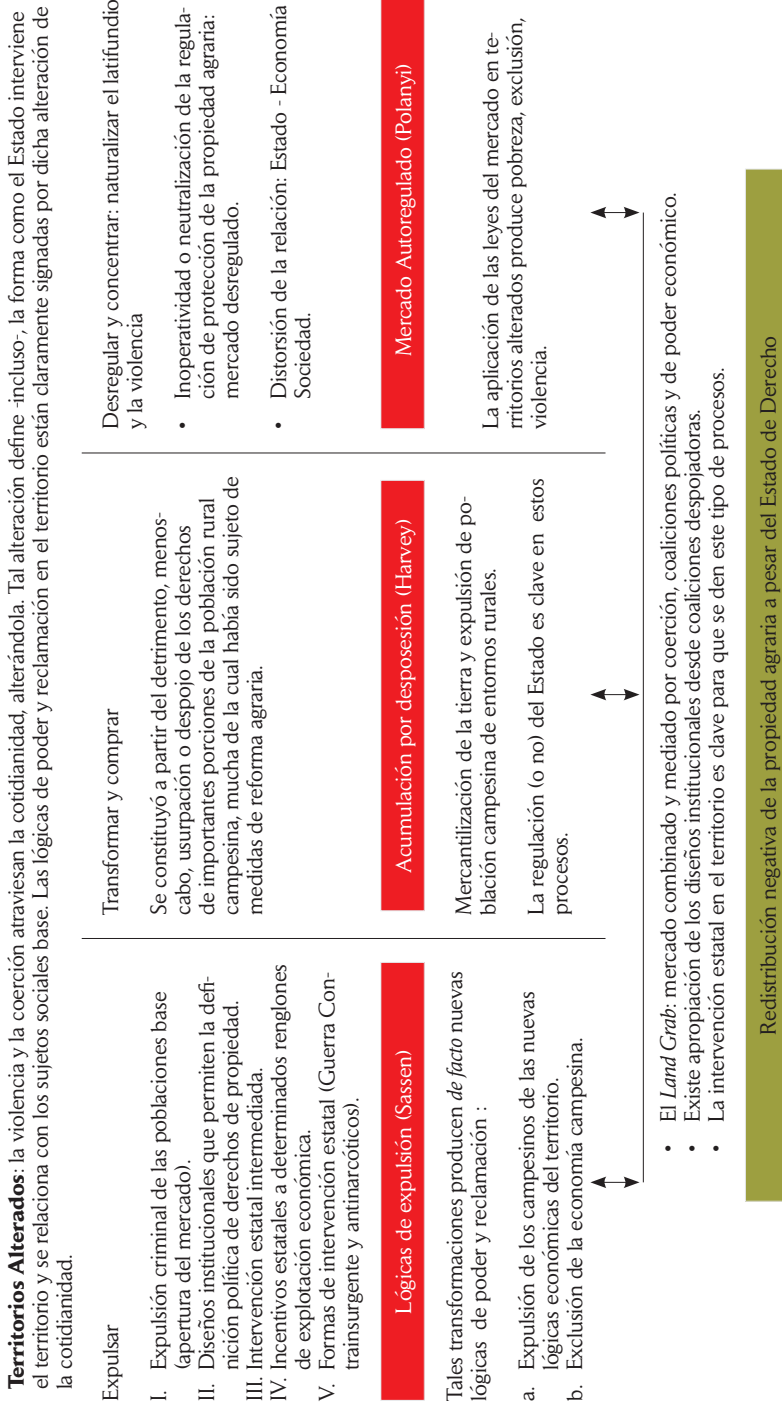 Territorios Alterados: la violencia y la coerción atraviesan la cotidianidad, alterándola. Tal alteración define -incluso-, la forma como el Estado interviene
el territorio y se relaciona con los sujetos sociales base. Las lógicas de poder y reclamación en el territorio están claramente signadas por dicha alteración de
la cotidianidad.
Expulsar
I. Expulsión criminal de las poblaciones base
(apertura del mercado).
II. Diseños institucionales que permiten la defi-
nición política de derechos de propiedad.
III. Intervención estatal intermediada.
IV. Incentivos estatales a determinados renglones
de explotación económica.
V. Formas de intervención estatal (Guerra Con-
trainsurgente y antinarcóticos).
Lógicas de expulsión (Sassen)
Tales transformaciones producen de facto nuevas
lógicas de poder y reclamación :
a. Expulsión de los campesinos de las nuevas
lógicas económicas del territorio.
b. Exclusión de la economía campesina.
Transformar y comprar
Se constituyó a partir del detrimento, menos-
cabo, usurpación o despojo de los derechos
de importantes porciones de la población rural
campesina, mucha de la cual había sido sujeto de
medidas de reforma agraria.
Acumulación por desposesión (Harvey)
Mercantilización de la tierra y expulsión de po-
blación campesina de entornos rurales.
La regulación (o no) del Estado es clave en estos
procesos.
Desregular y concentrar: naturalizar el latifundio
y la violencia
• Inoperatividad o neutralización de la regula-
ción de protección de la propiedad agraria:
mercado desregulado.
• Distorsión de la relación: Estado - Economía
Sociedad.
Mercado Autoregulado (Polanyi)
La aplicación de las leyes del mercado en te-
rritorios alterados produce pobreza, exclusión,
violencia.
• El Land Grab: mercado combinado y mediado por coerción, coaliciones políticas y de poder económico.
• Existe apropiación de los diseños institucionales desde coaliciones despojadoras.
• La intervención estatal en el territorio es clave para que se den este tipo de procesos.
Redistribución negativa de la propiedad agraria a pesar del Estado de Derecho